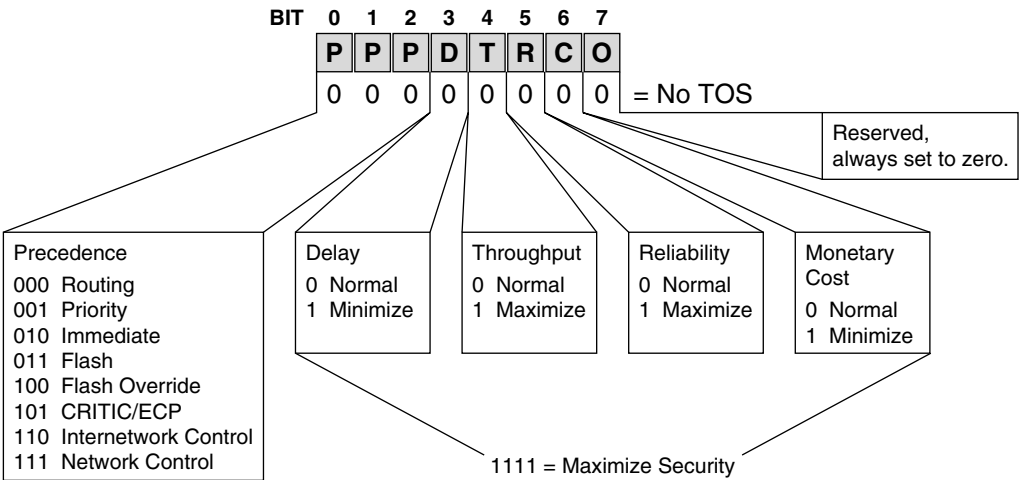 BIT 0 1 2 3 4 5 6 7
P P P D T R C O
0 0 0 0 0 0 0 0 = No TOS
Reserved,
always set to zero.
Precedence
000 Routing
001 Priority
010 Immediate
011 Flash
100 Flash Override
101 CRITIC/ECP
110 Internetwork Control
111 Network Control
Delay
0 Normal
1 Minimize
Throughput
0 Normal
1 Maximize
Reliability
0 Normal
1 Maximize
Monetary
Cost
0 Normal
1 Minimize
1111 = Maximize Security